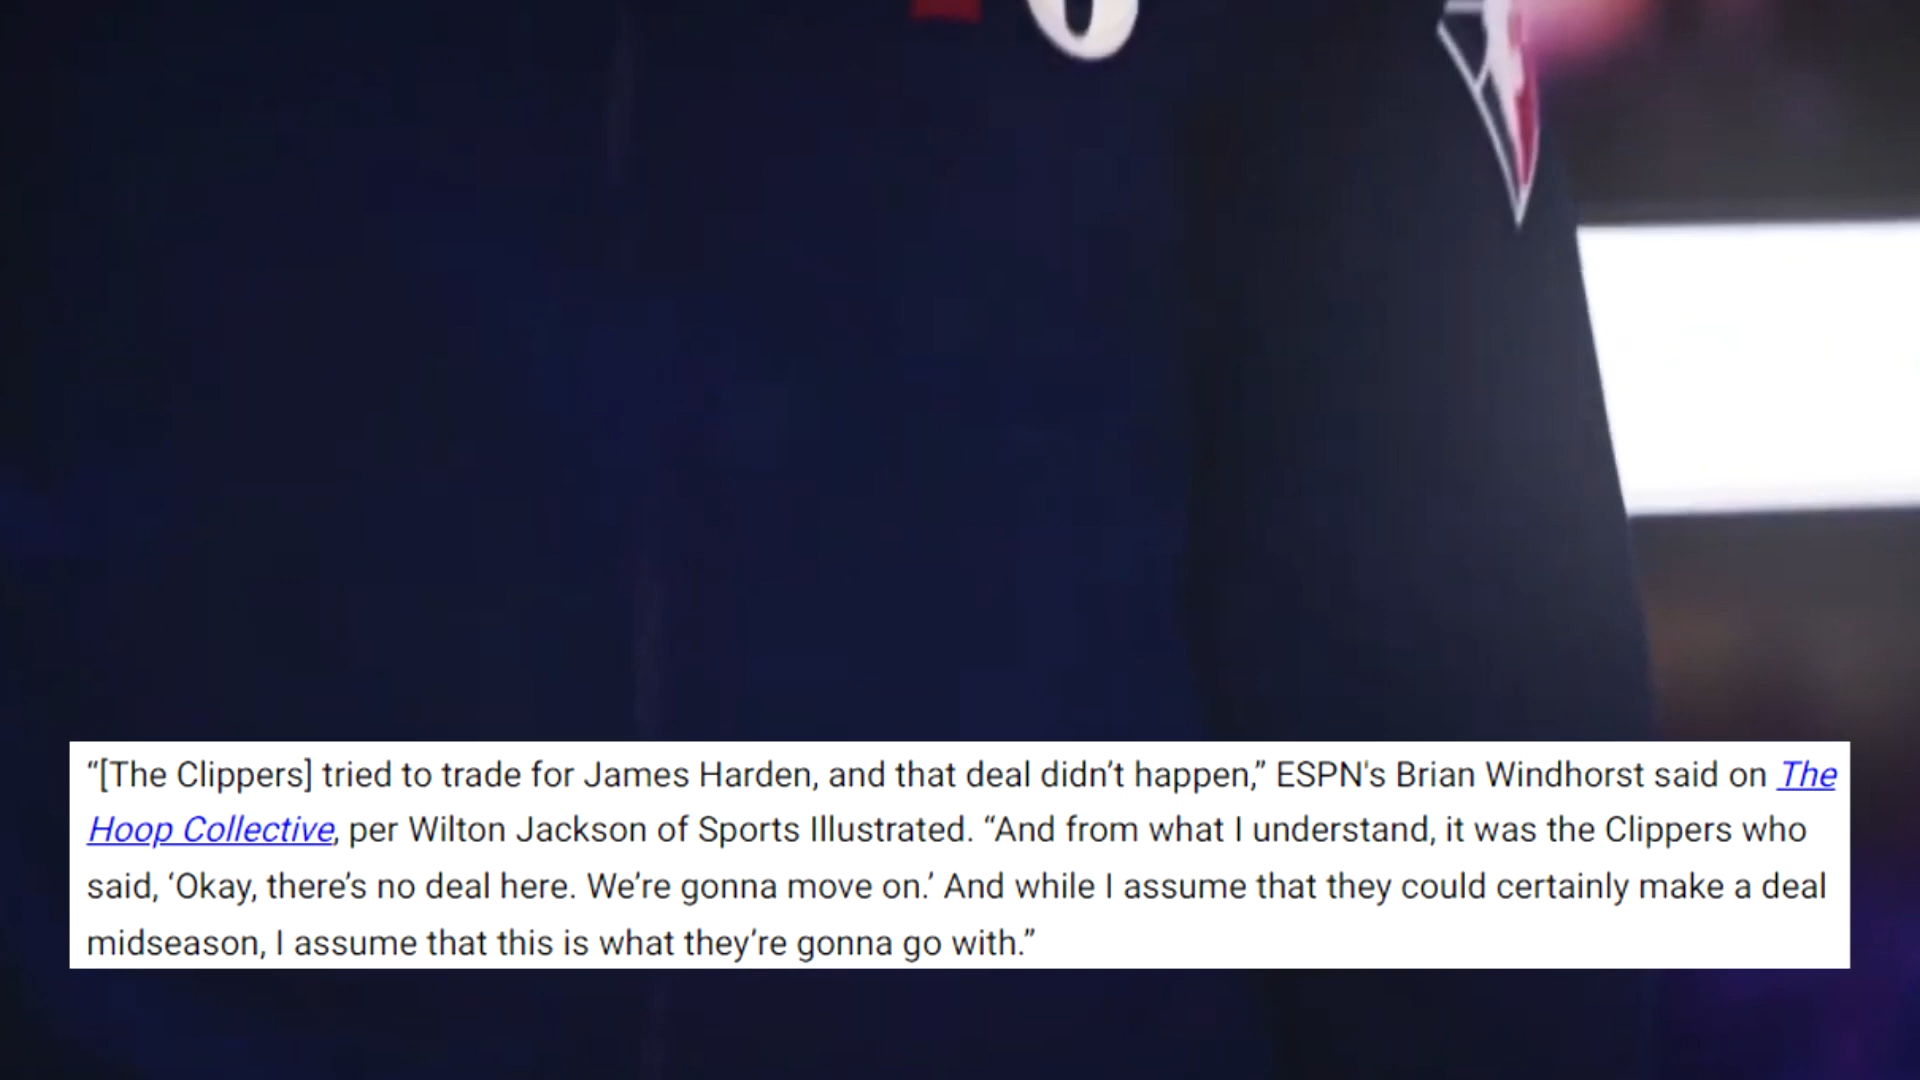 “[The Clippers] tried to trade for James Harden, and that deal didn’t happen,” ESPN's Brian Windhorst said on The
Hoop Collective, per Wilton Jackson of Sports Illustrated. “And from what I understand, it was the Clippers who
said, ‘Okay, there’s no deal here. We’re gonna move on.’ And while I assume that they could certainly make a deal
midseason, I assume that this is what they’re gonna go with.”